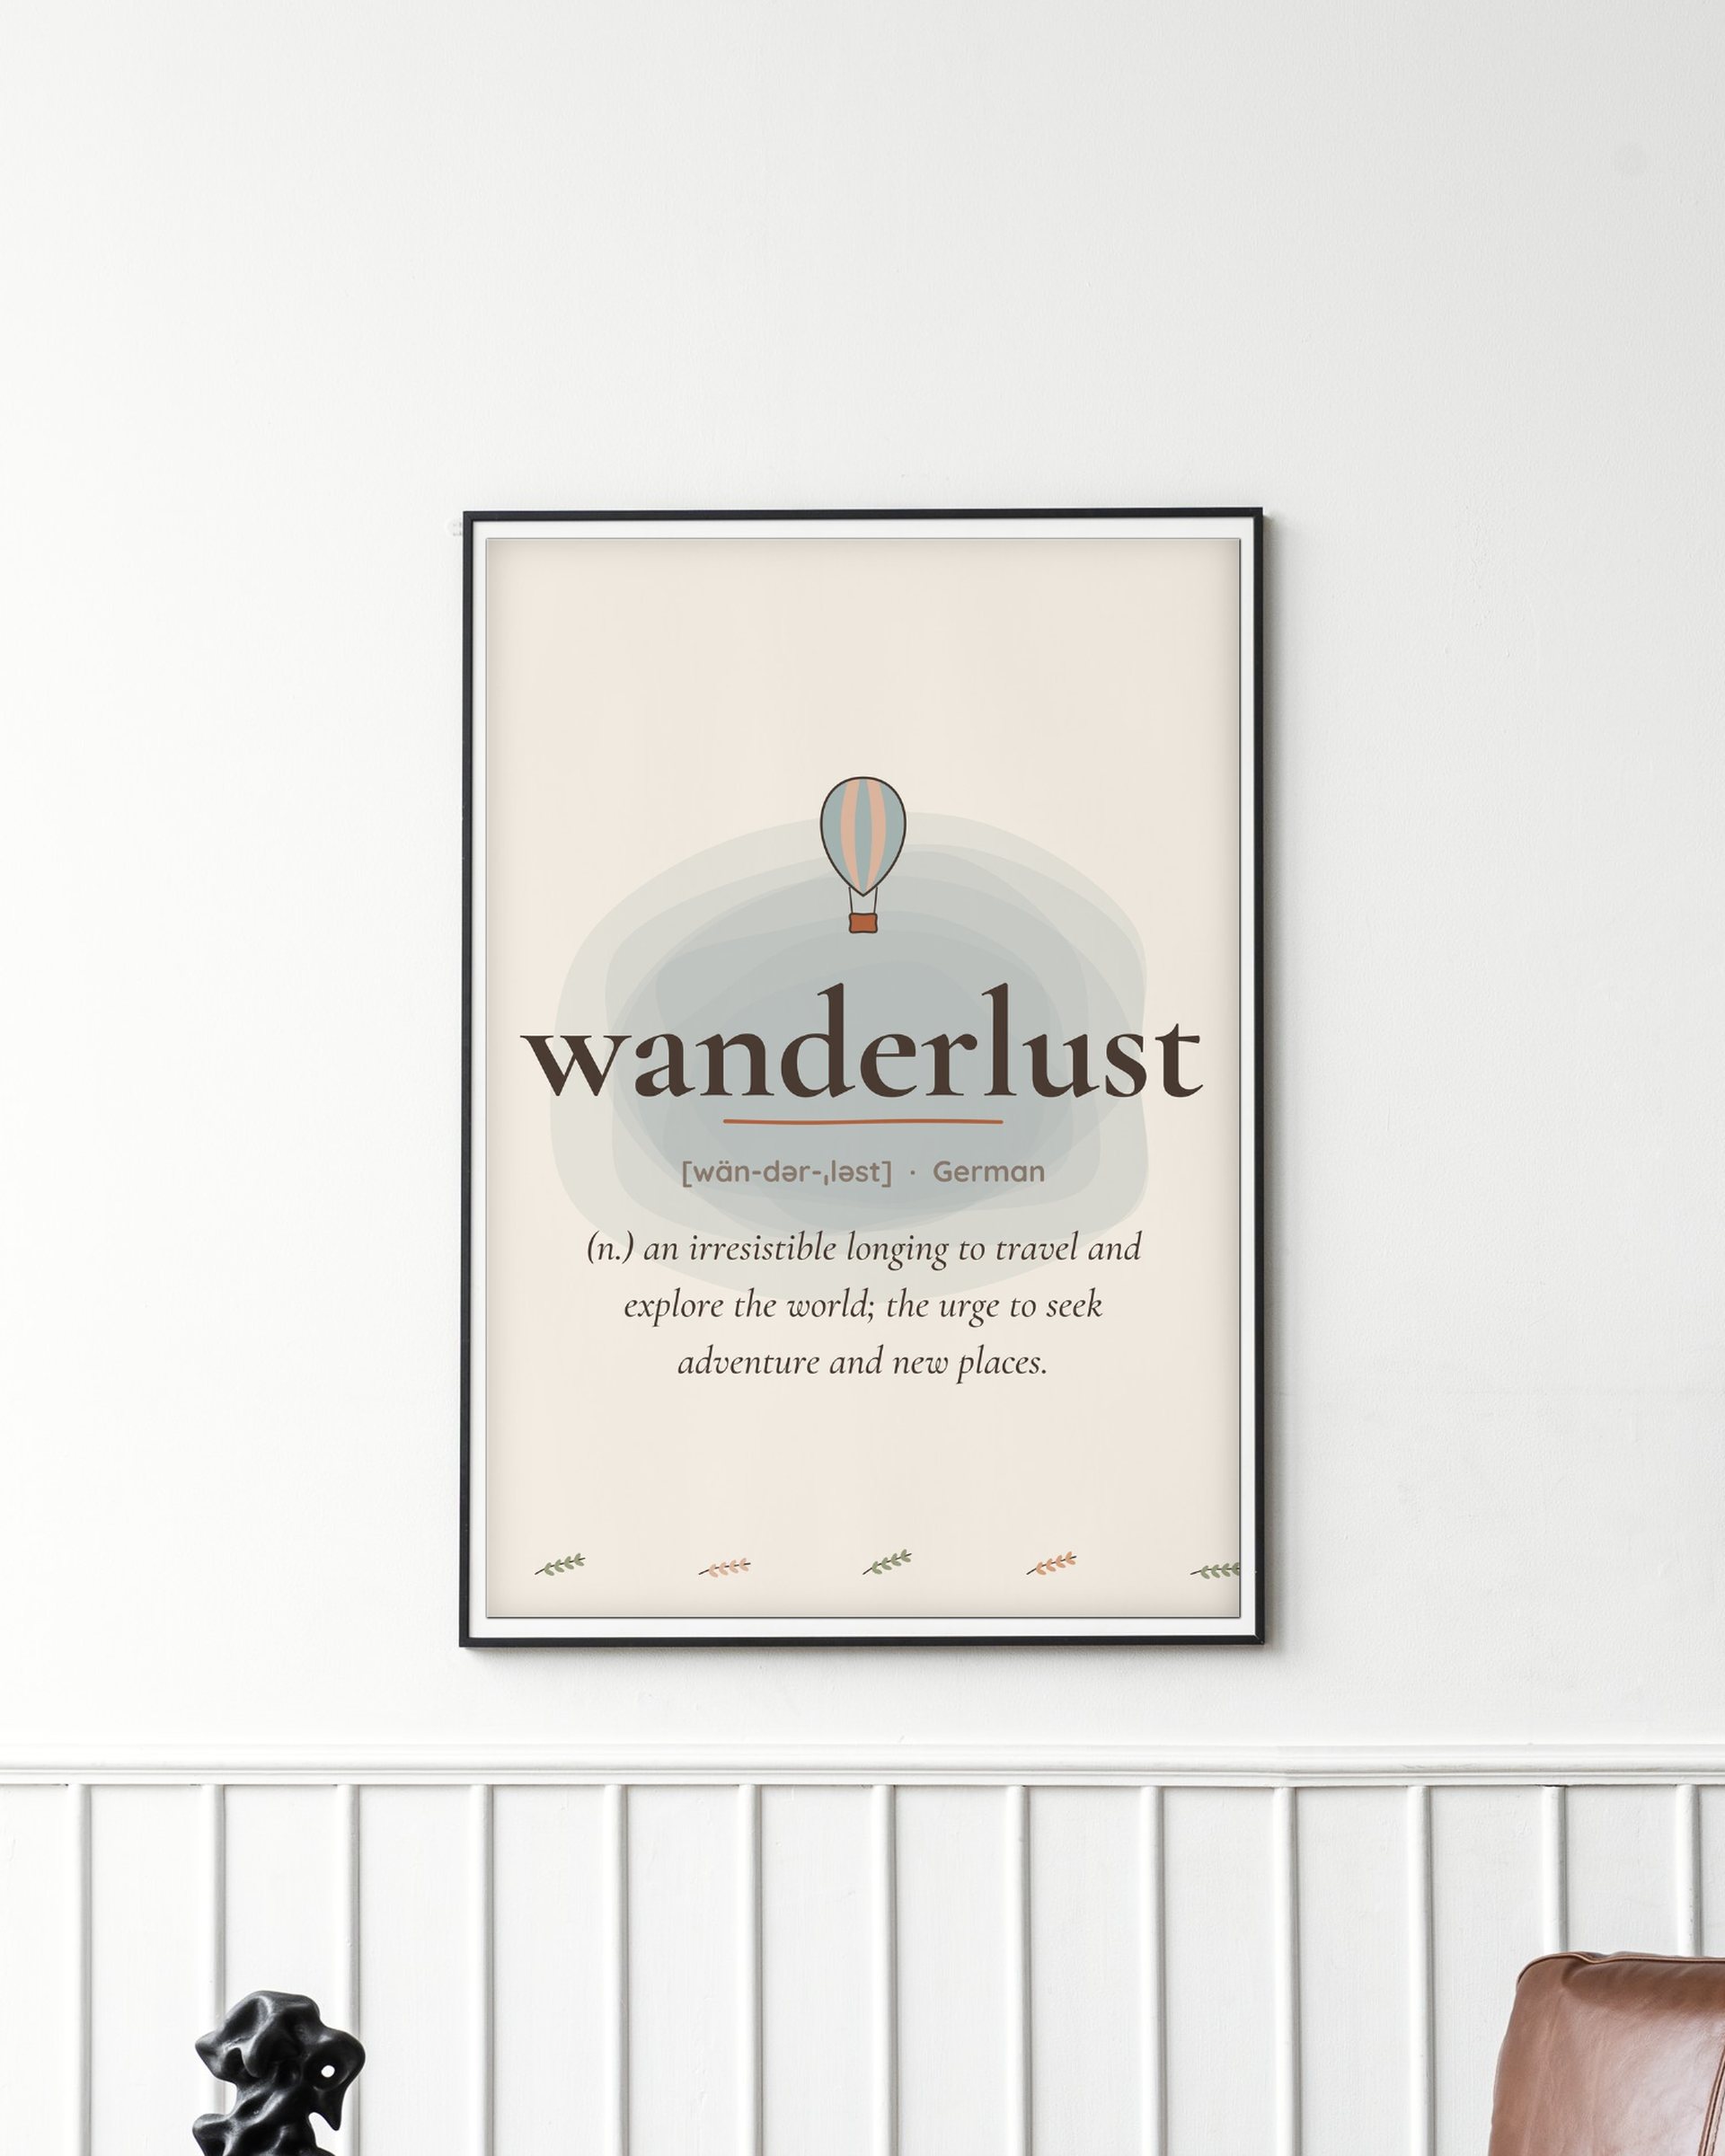 wanderlust
[wän-dər-ˌləst] · German
(n.) an irresistible longing to travel and
explore the world; the urge to seek
adventure and new places.